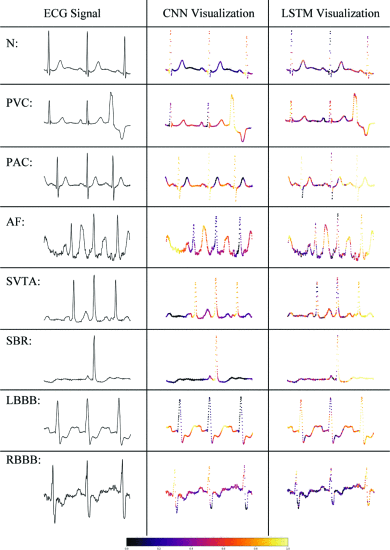 ECG Signal CNN Visualization LSTM Visualization
N:
PVC:
PAC:
AF:
SVTA:
SBR:
LBBB:
RBBB: